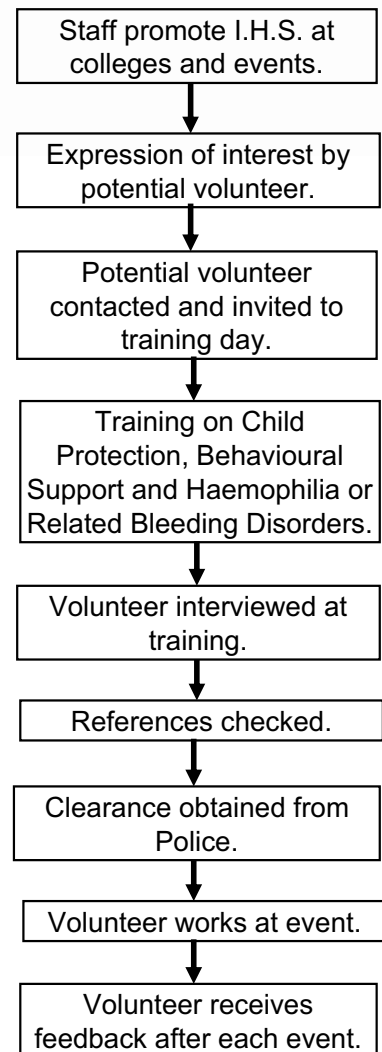 Staff promote I.H.S. at
colleges and events.
Expression of interest by
potential volunteer.
Potential volunteer
contacted and invited to
training day.
Training on Child
Protection, Behavioural
Support and Haemophilia or
Related Bleeding Disorders.
Volunteer interviewed at
training.
References checked.
Clearance obtained from
Police.
Volunteer works at event.
Volunteer receives
feedback after each event.